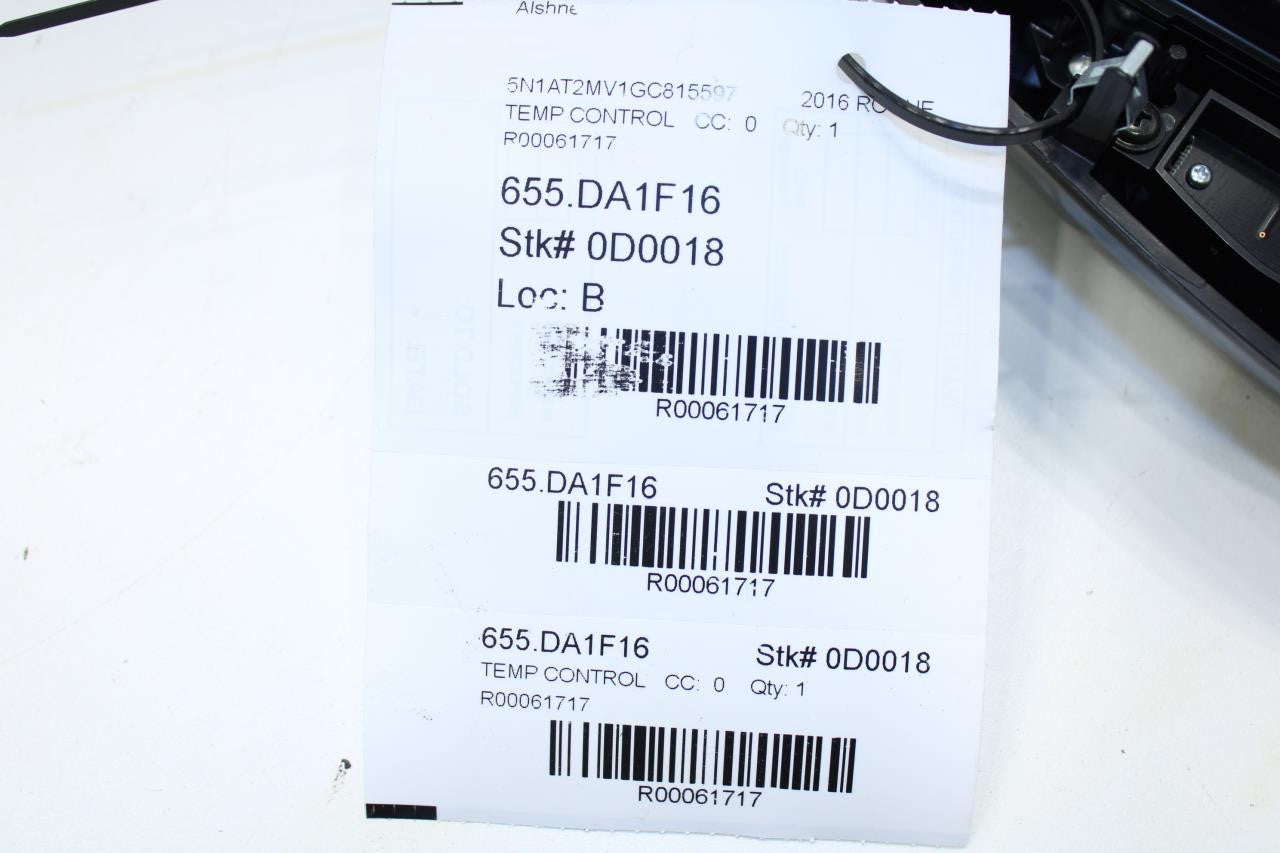 Alshne
5N1AT2MV1GC815597 2016 ROGUE
TEMP CONTROL CC: 0 Qty: 1
R00061717
655.DA1F16
Stk# 0D0018
Loc: B
R00061717
655.DA1F16 Stk# 0D0018
R00061717
655.DA1F16 Stk# 0D0018
TEMP CONTROL CC: 0 Qty: 1
R00061717
R00061717